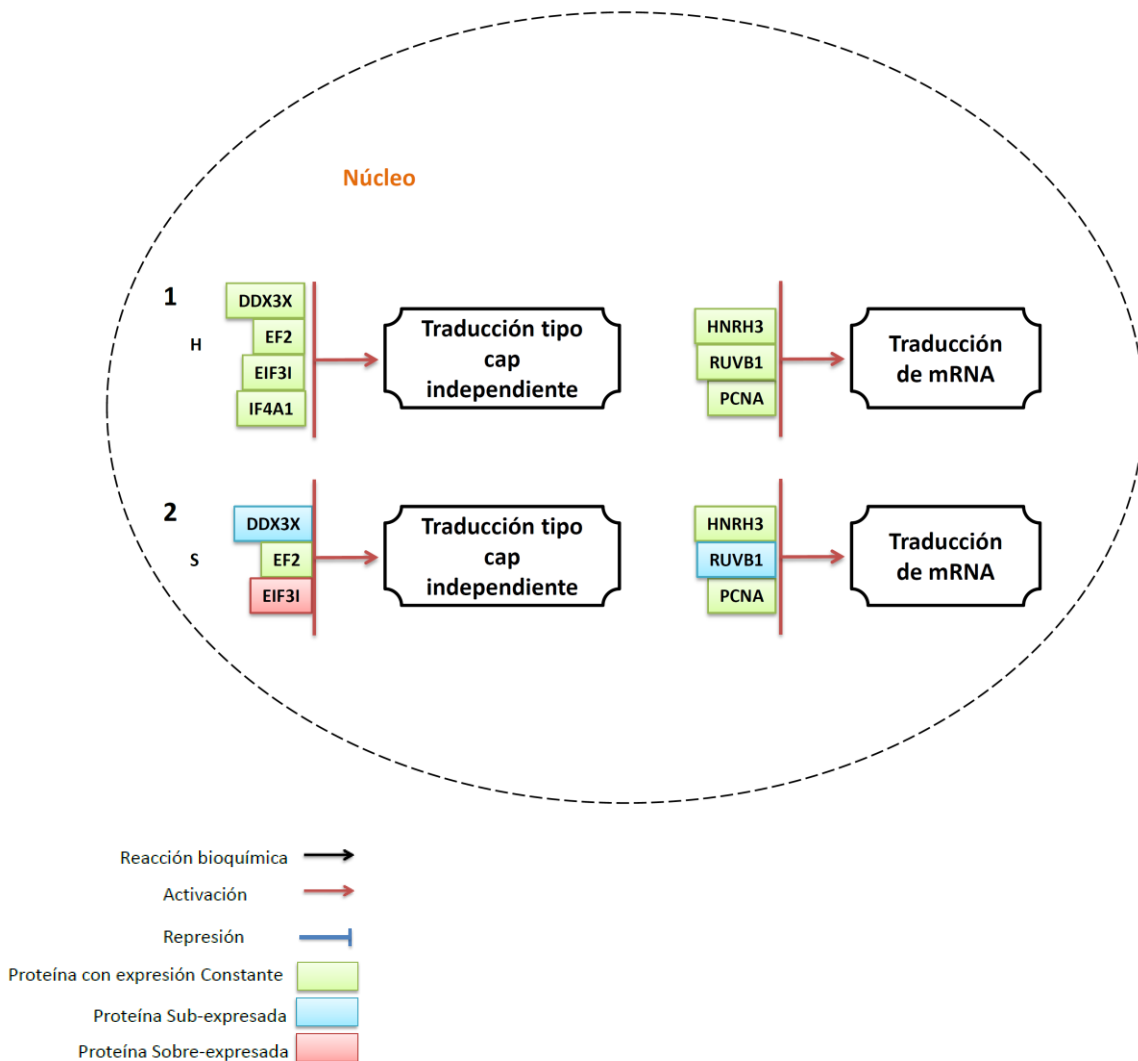 Núcleo
1
H
DDX3X
EF2
EIF3I
IF4A1
Traducción tipo
cap
independiente
HNRH3
RUVB1
PCNA
Traducción
de mRNA
2
S
DDX3X
EF2
EIF3I
Traducción tipo
cap
independiente
HNRH3
RUVB1
PCNA
Traducción
de mRNA
Reacción bioquímica
Activación
Represión
Proteína con expresión Constante
Proteína Sub-expresada
Proteína Sobre-expresada